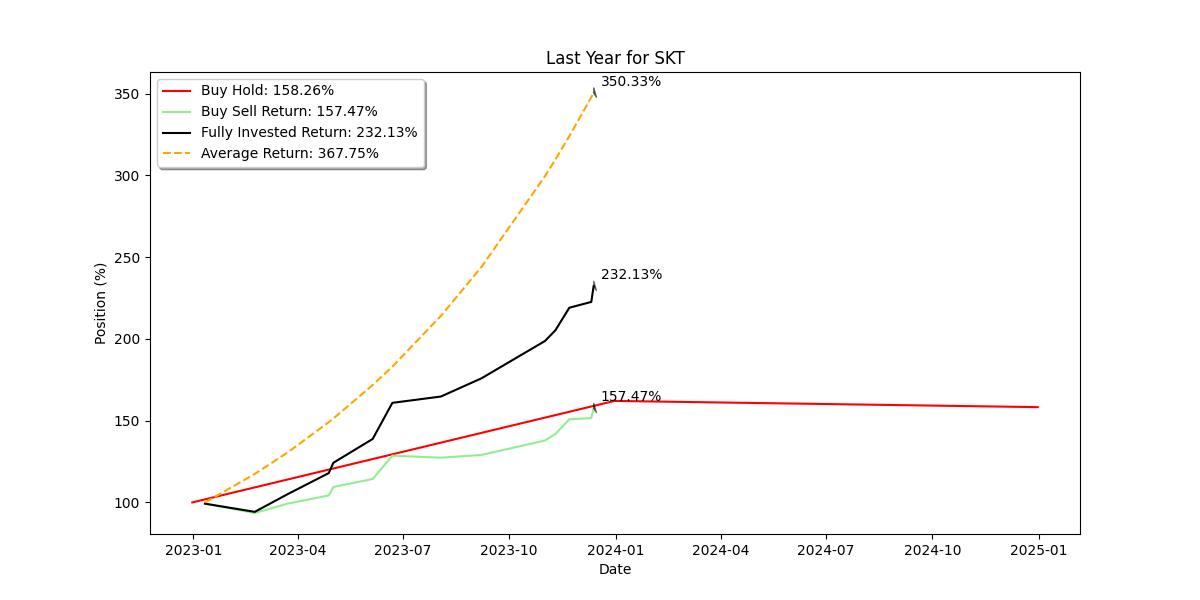 Last Year for SKT
Buy Hold: 158.26%
Buy Sell Return: 157.47%
Fully Invested Return: 232.13%
Average Return: 367.75%
350.33%
232.13%
157.47%
Position (%)
350
300
250
200
150
100
2023-01 2023-04 2023-07 2023-10 2024-01 2024-04 2024-07 2024-10 2025-01
Date